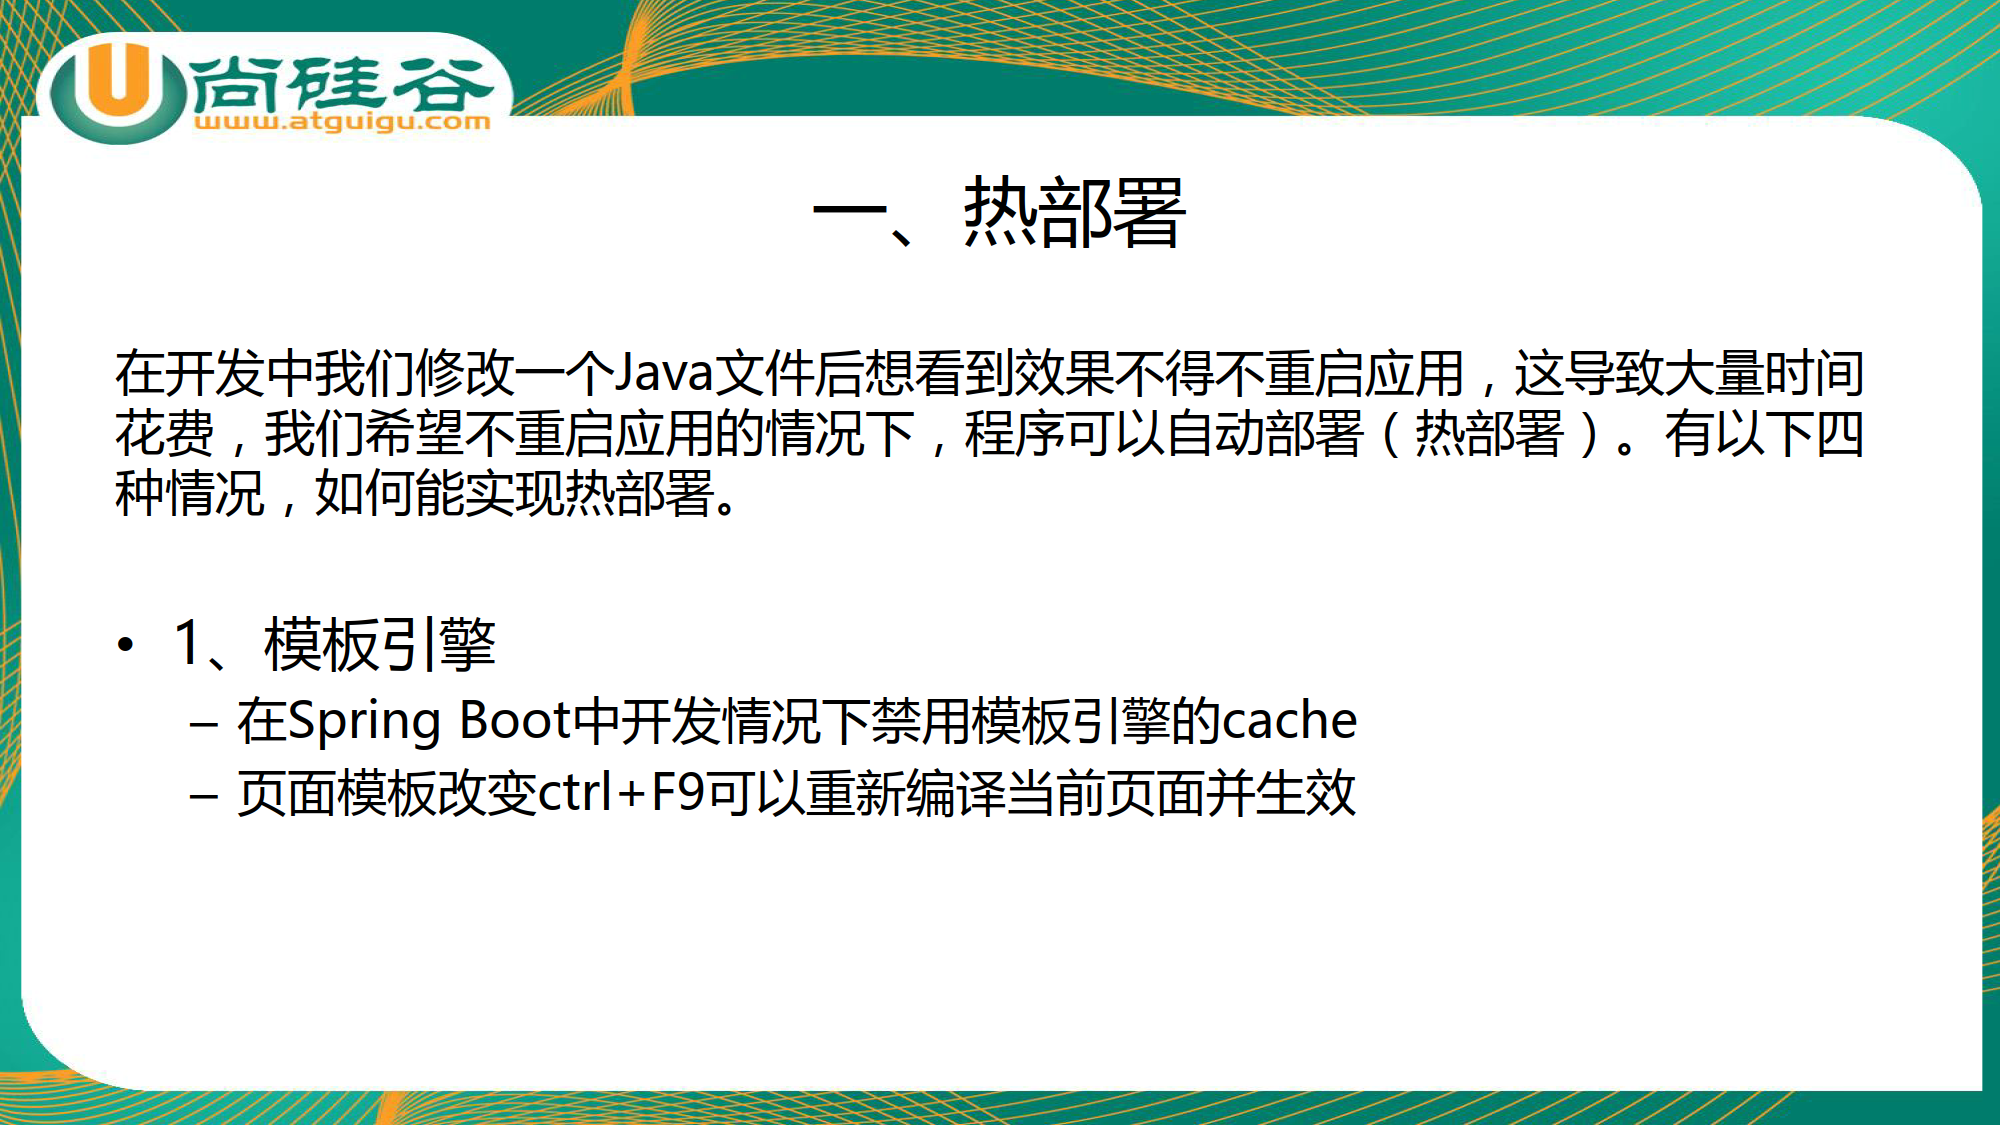 尚硅谷
www.atguigu.com
一、热部署
在开发中我们修改一个Java文件后想看到效果不得不重启应用，这导致大量时间
花费，我们希望不重启应用的情况下，程序可以自动部署（热部署）。有以下四
种情况，如何能实现热部署。
• 1、模板引擎
– 在Spring Boot中开发情况下禁用模板引擎的cache
– 页面模板改变ctrl+F9可以重新编译当前页面并生效